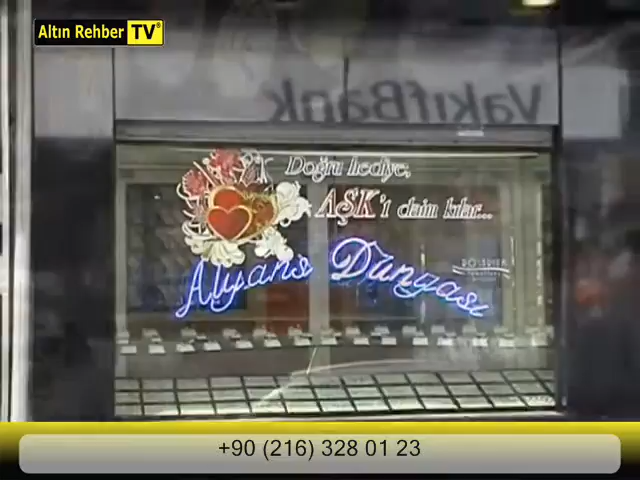 Altın Rehber TV®
VakıfBank
Doğru hediye,
AŞK'ı daim kılar...
Alyans Dünyası
+90 (216) 328 01 23